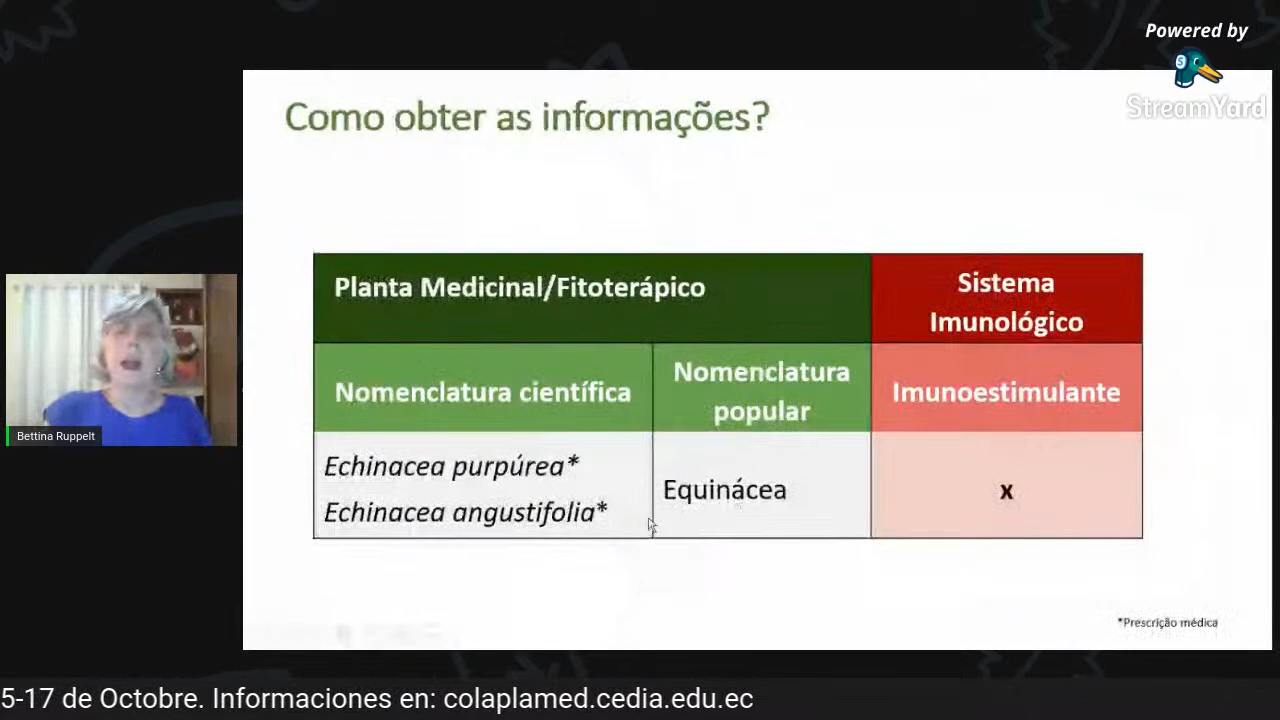 Powered by
StreamYard
Como obter as informações?
Planta Medicinal/Fitoterápico
Sistema
Imunológico
Nomenclatura científica
Nomenclatura
popular
Imunoestimulante
Echinacea purpúrea*
Echinacea angustifolia*
Equinácea
x
*Prescrição médica
Bettina Ruppelt
5-17 de Octobre. Informaciones en: colaplamed.cedia.edu.ec